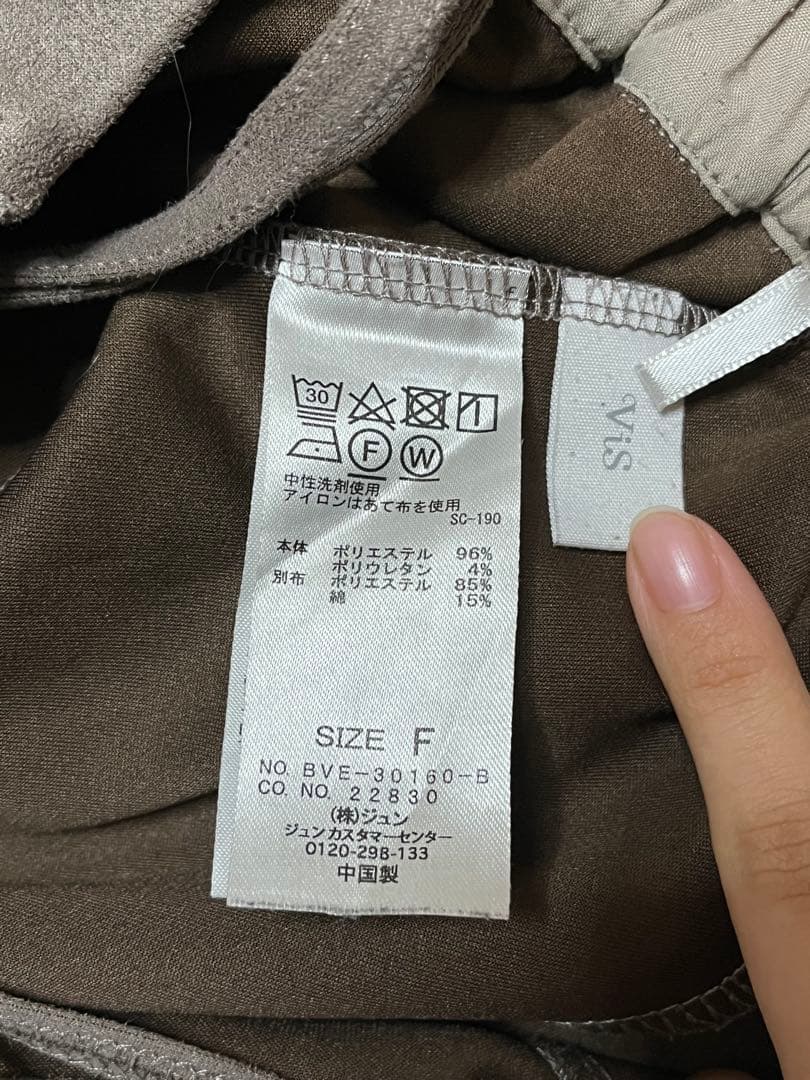 30
F W
中性洗剤使用
アイロンはあて布を使用
SC-190
本体 ポリエステル 96%
ポリウレタン 4%
別布 ポリエステル 85%
綿 15%
SIZE F
NO. BVE-30160-B
CO. NO. 22830
(株)ジュン
ジュンカスタマーセンター
0120-298-133
中国製
ViS